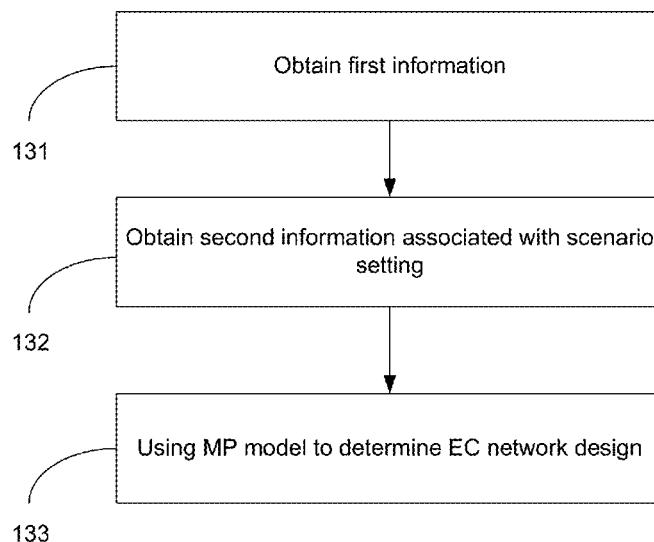 Obtain first information
131
Obtain second information associated with scenario
setting
132
Using MP model to determine EC network design
133